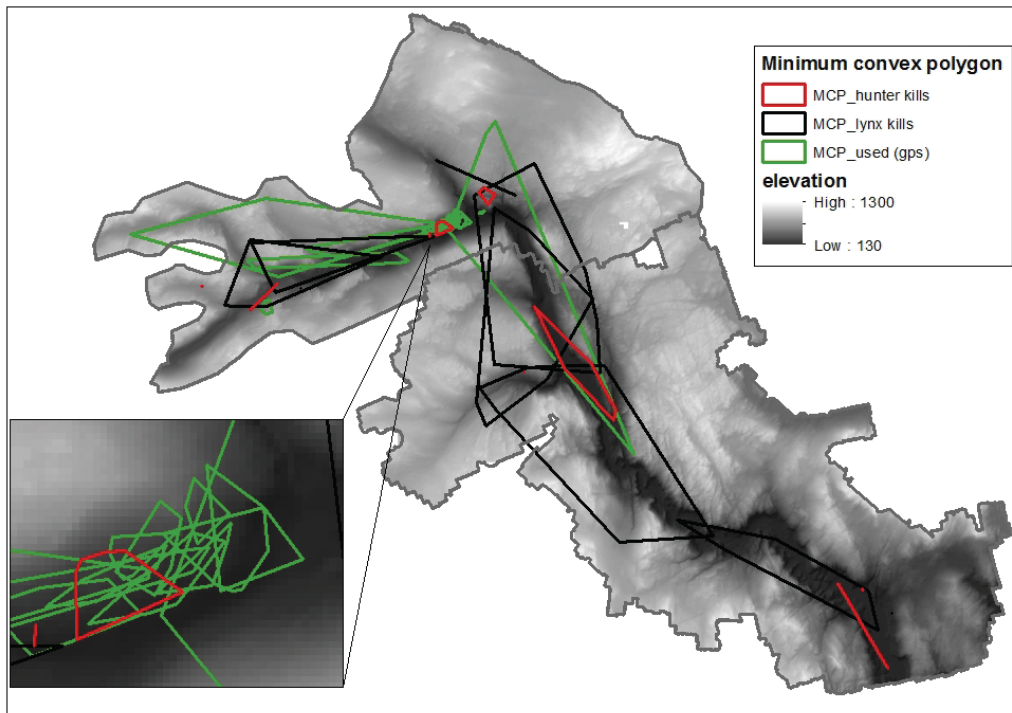 Minimum convex polygon
MCP_hunter kills
MCP_lynx kills
MCP_used (gps)
elevation
High : 1300
Low : 130